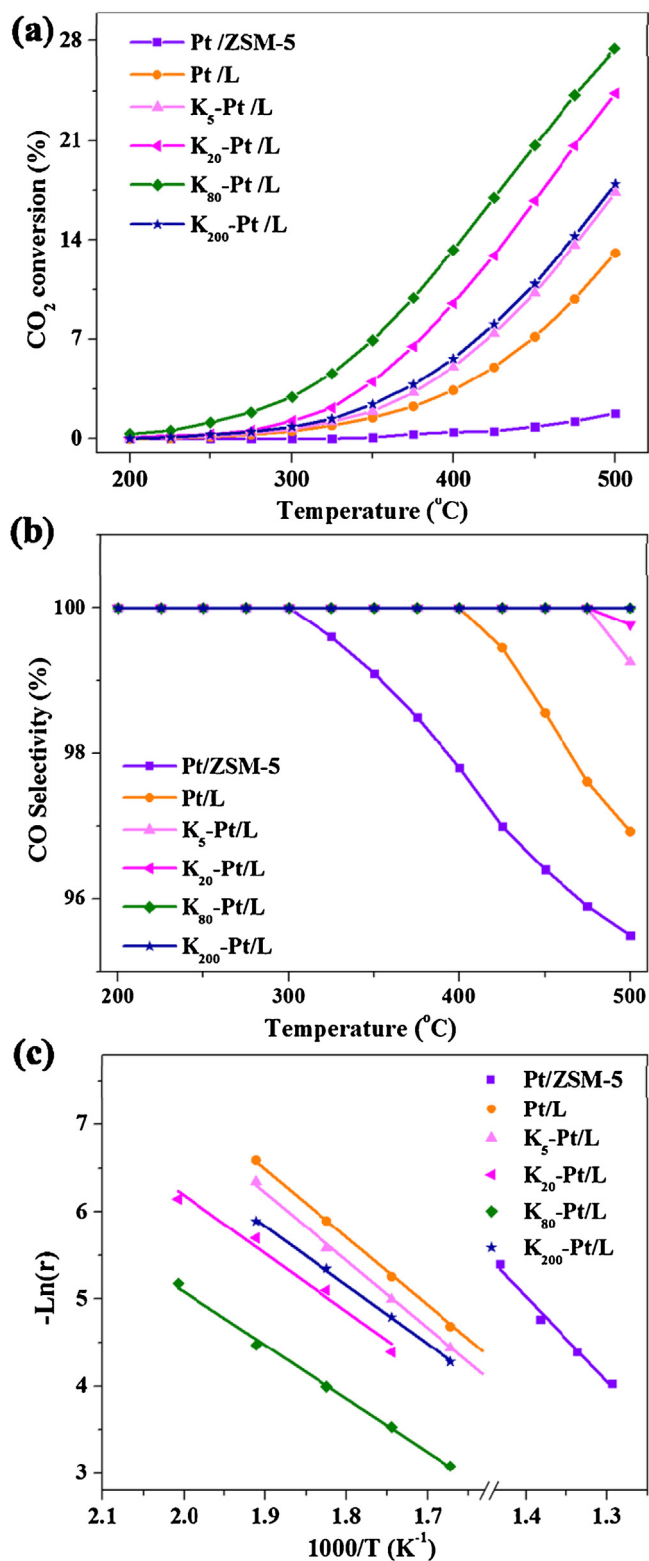 (a)
28
21
14
7
0
CO₂ conversion (%)
Pt /ZSM-5
Pt /L
K₅-Pt /L
K₂₀-Pt /L
K₈₀-Pt /L
K₂₀₀-Pt /L
200 300 400 500
Temperature (°C)
(b)
100
98
96
CO Selectivity (%)
Pt/ZSM-5
Pt/L
K₅-Pt/L
K₂₀-Pt/L
K₈₀-Pt/L
K₂₀₀-Pt/L
200 300 400 500
Temperature (°C)
(c)
7
6
5
4
3
-Ln(r)
Pt/ZSM-5
Pt/L
K₅-Pt/L
K₂₀-Pt/L
K₈₀-Pt/L
K₂₀₀-Pt/L
2.1 2.0 1.9 1.8 1.7 1.4 1.3
1000/T (K⁻¹)